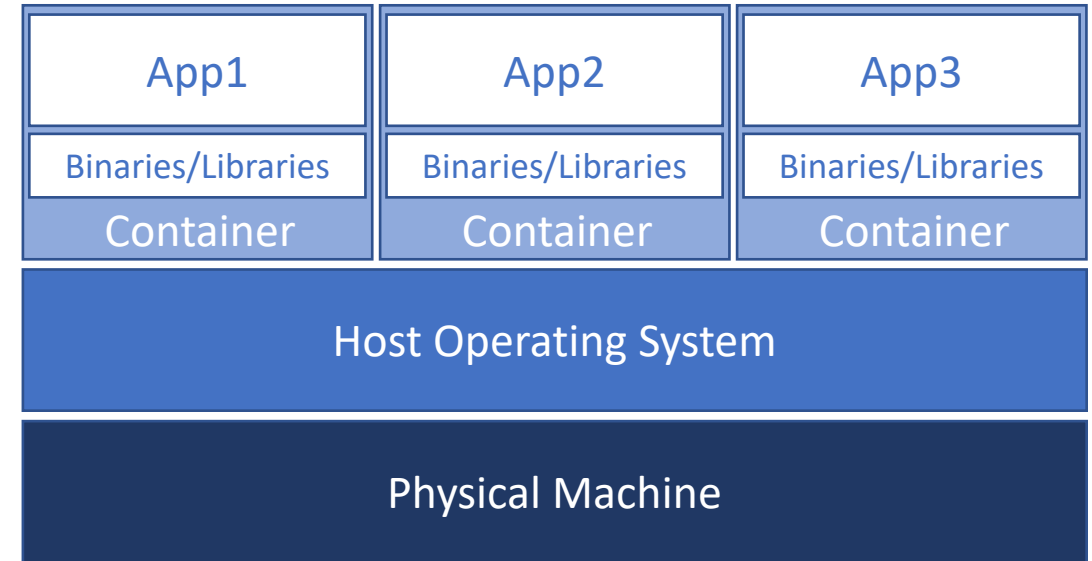 App1
App2
App3
Binaries/Libraries
Binaries/Libraries
Binaries/Libraries
Container
Container
Container
Host Operating System
Physical Machine